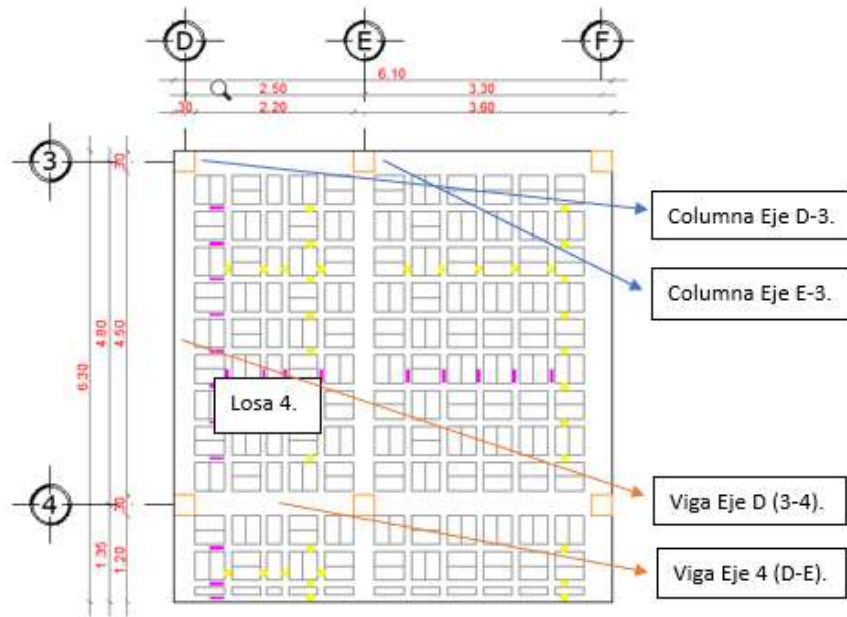 D E F
6.10
2.50 3.30
.30 2.20 3.60
3
.30
Columna Eje D-3.
Columna Eje E-3.
6.30 4.80 4.50
Losa 4.
Viga Eje D (3-4).
4
.30
1.35 1.20
Viga Eje 4 (D-E).